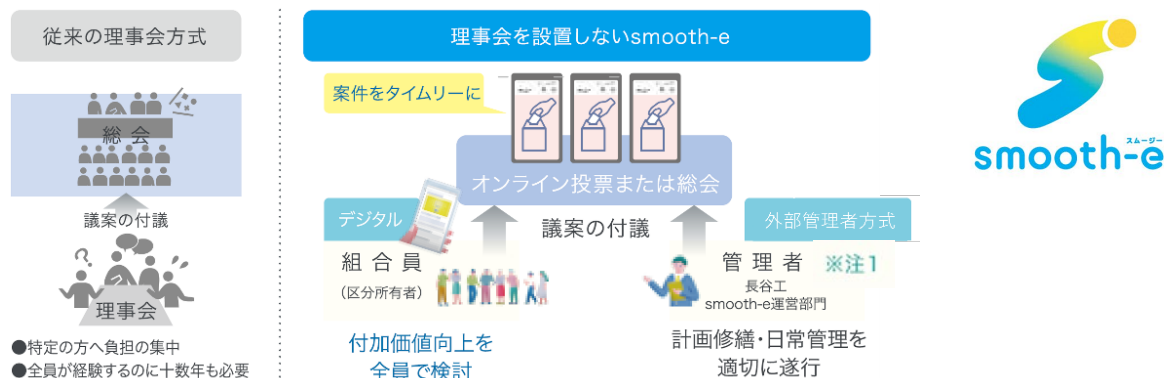 従来の理事会方式
総会
議案の付議
理事会
●特定の方へ負担の集中
●全員が経験するのに十数年も必要
理事会を設置しないsmooth-e
案件をタイムリーに
オンライン投票または総会
デジタル
議案の付議
外部管理者方式
組合員
(区分所有者)
管理者 ※注1
長谷工
smooth-e運営部門
付加価値向上を
全員で検討
計画修繕・日常管理を
適切に遂行
スムージー
smooth-e